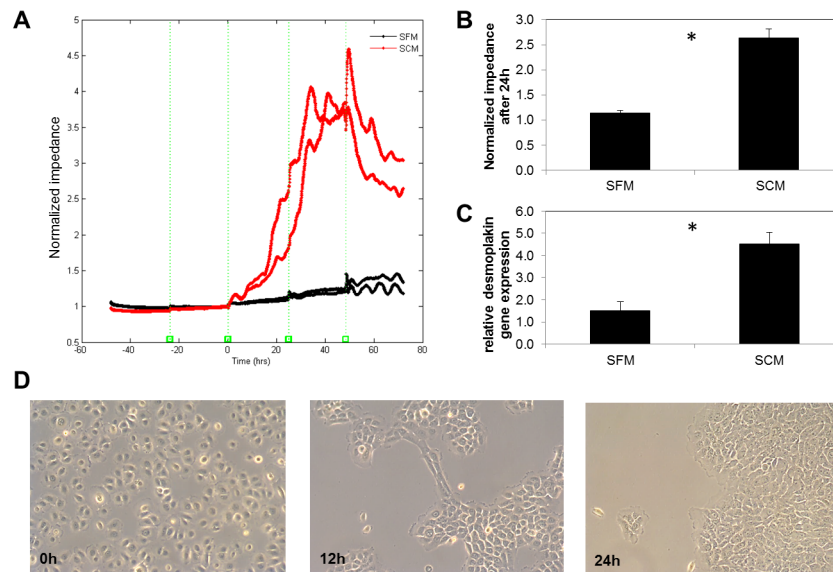 A
SFM
SCM
Normalized impedance
5
4.5
4
3.5
3
2.5
2
1.5
1
0.5
-60
-40
-20
0
20
40
60
80
Time (hrs)
B
Normalized impedance
after 24h
3.0
2.5
2.0
1.5
1.0
0.5
0.0
*
SFM
SCM
C
relative desmoplakin
gene expression
6.0
5.0
4.0
3.0
2.0
1.0
0.0
*
SFM
SCM
D
0h
12h
24h